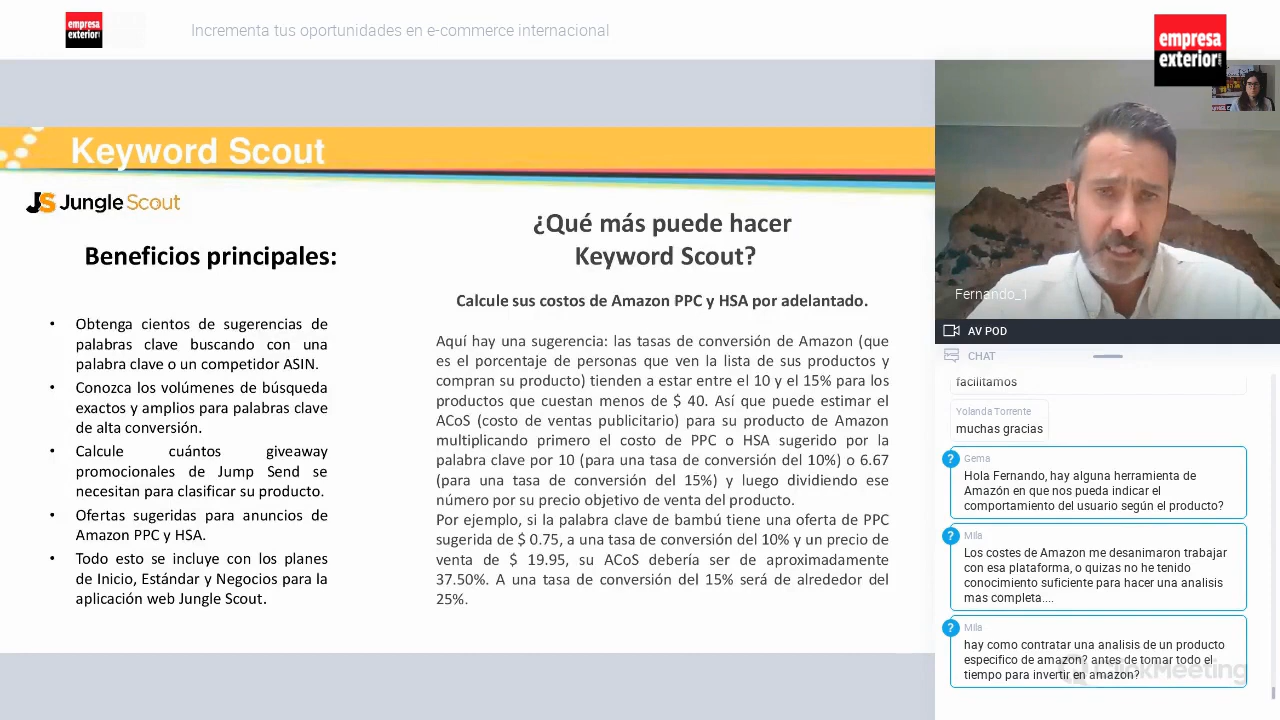 empresa
exterior
Incrementa tus oportunidades en e-commerce internacional
empresa
exterior
Keyword Scout
JS Jungle Scout
Beneficios principales:
• Obtenga cientos de sugerencias de
palabras clave buscando con una
palabra clave o un competidor ASIN.
• Conozca los volúmenes de búsqueda
exactos y amplios para palabras clave
de alta conversión.
• Calcule cuántos giveaway
promocionales de Jump Send se
necesitan para clasificar su producto.
• Ofertas sugeridas para anuncios de
Amazon PPC y HSA.
• Todo esto se incluye con los planes
de Inicio, Estándar y Negocios para la
aplicación web Jungle Scout.
¿Qué más puede hacer
Keyword Scout?
Calcule sus costos de Amazon PPC y HSA por adelantado.
Aquí hay una sugerencia: las tasas de conversión de Amazon (que
es el porcentaje de personas que ven la lista de sus productos y
compran su producto) tienden a estar entre el 10 y el 15% para los
productos que cuestan menos de $ 40. Así que puede estimar el
ACoS (costo de ventas publicitario) para su producto de Amazon
multiplicando primero el costo de PPC o HSA sugerido por la
palabra clave por 10 (para una tasa de conversión del 10%) o 6.67
(para una tasa de conversión del 15%) y luego dividiendo ese
número por su precio objetivo de venta del producto.
Por ejemplo, si la palabra clave de bambú tiene una oferta de PPC
sugerida de $ 0.75, a una tasa de conversión del 10% y un precio de
venta de $ 19.95, su ACoS debería ser de aproximadamente
37.50%. A una tasa de conversión del 15% será de alrededor del
25%.
Fernando_1
AV POD
CHAT
facilitamos
Yolanda Torrente
muchas gracias
? Gema
Hola Fernando, hay alguna herramienta de
Amazón en que nos pueda indicar el
comportamiento del usuario según el producto?
? Mila
Los costes de Amazon me desanimaron trabajar
con esa plataforma, o quizas no he tenido
conocimiento suficiente para hacer una analisis
mas completa....
? Mila
hay como contratar una analisis de un producto
especifico de amazon? antes de tomar todo el
tiempo para invertir en amazon?
ClickMeeting